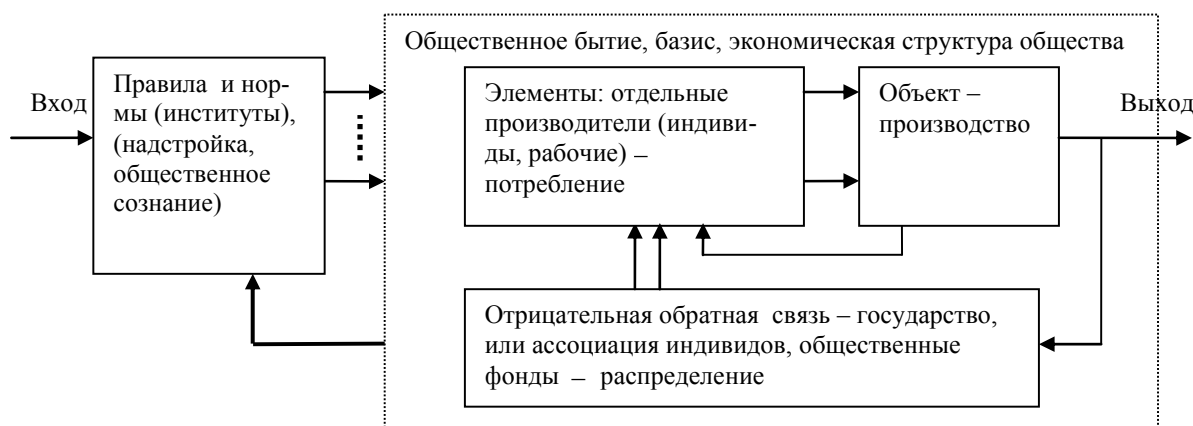 Общественное бытие, базис, экономическая структура общества
Вход
Правила и нор-
мы (институты),
(надстройка,
общественное
сознание)
Элементы: отдельные
производители (индиви-
ды, рабочие) –
потребление
Объект –
производство
Выход
Отрицательная обратная связь – государство,
или ассоциация индивидов, общественные
фонды – распределение